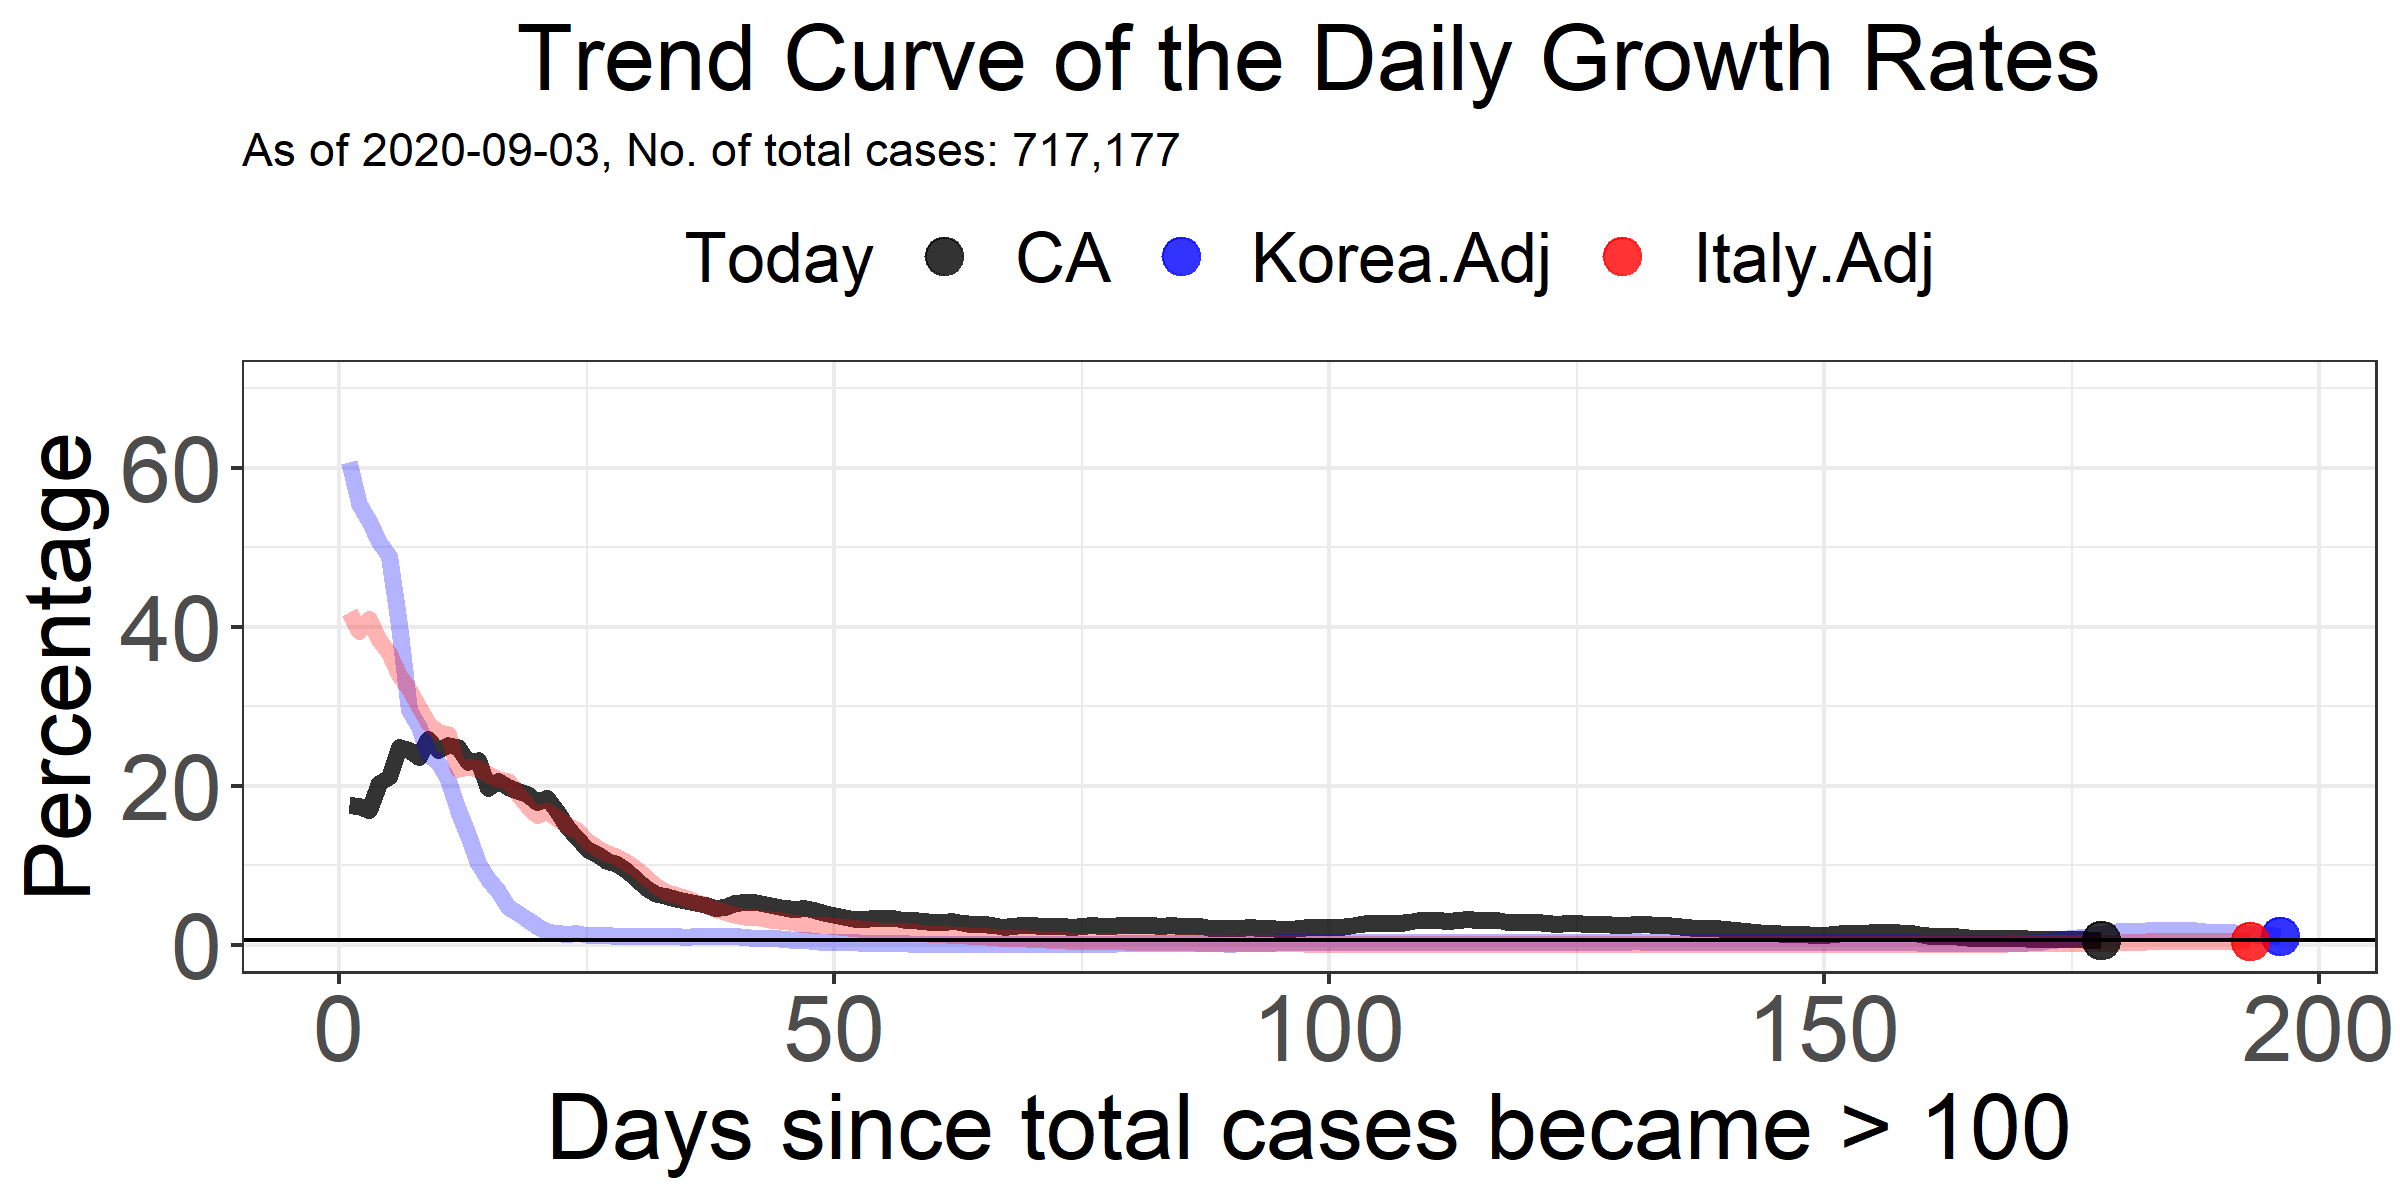 Trend Curve of the Daily Growth Rates
As of 2020-09-03, No. of total cases: 717,177
Today CA Korea.Adj Italy.Adj
Percentage
60
40
20
0
0 50 100 150 200
Days since total cases became > 100